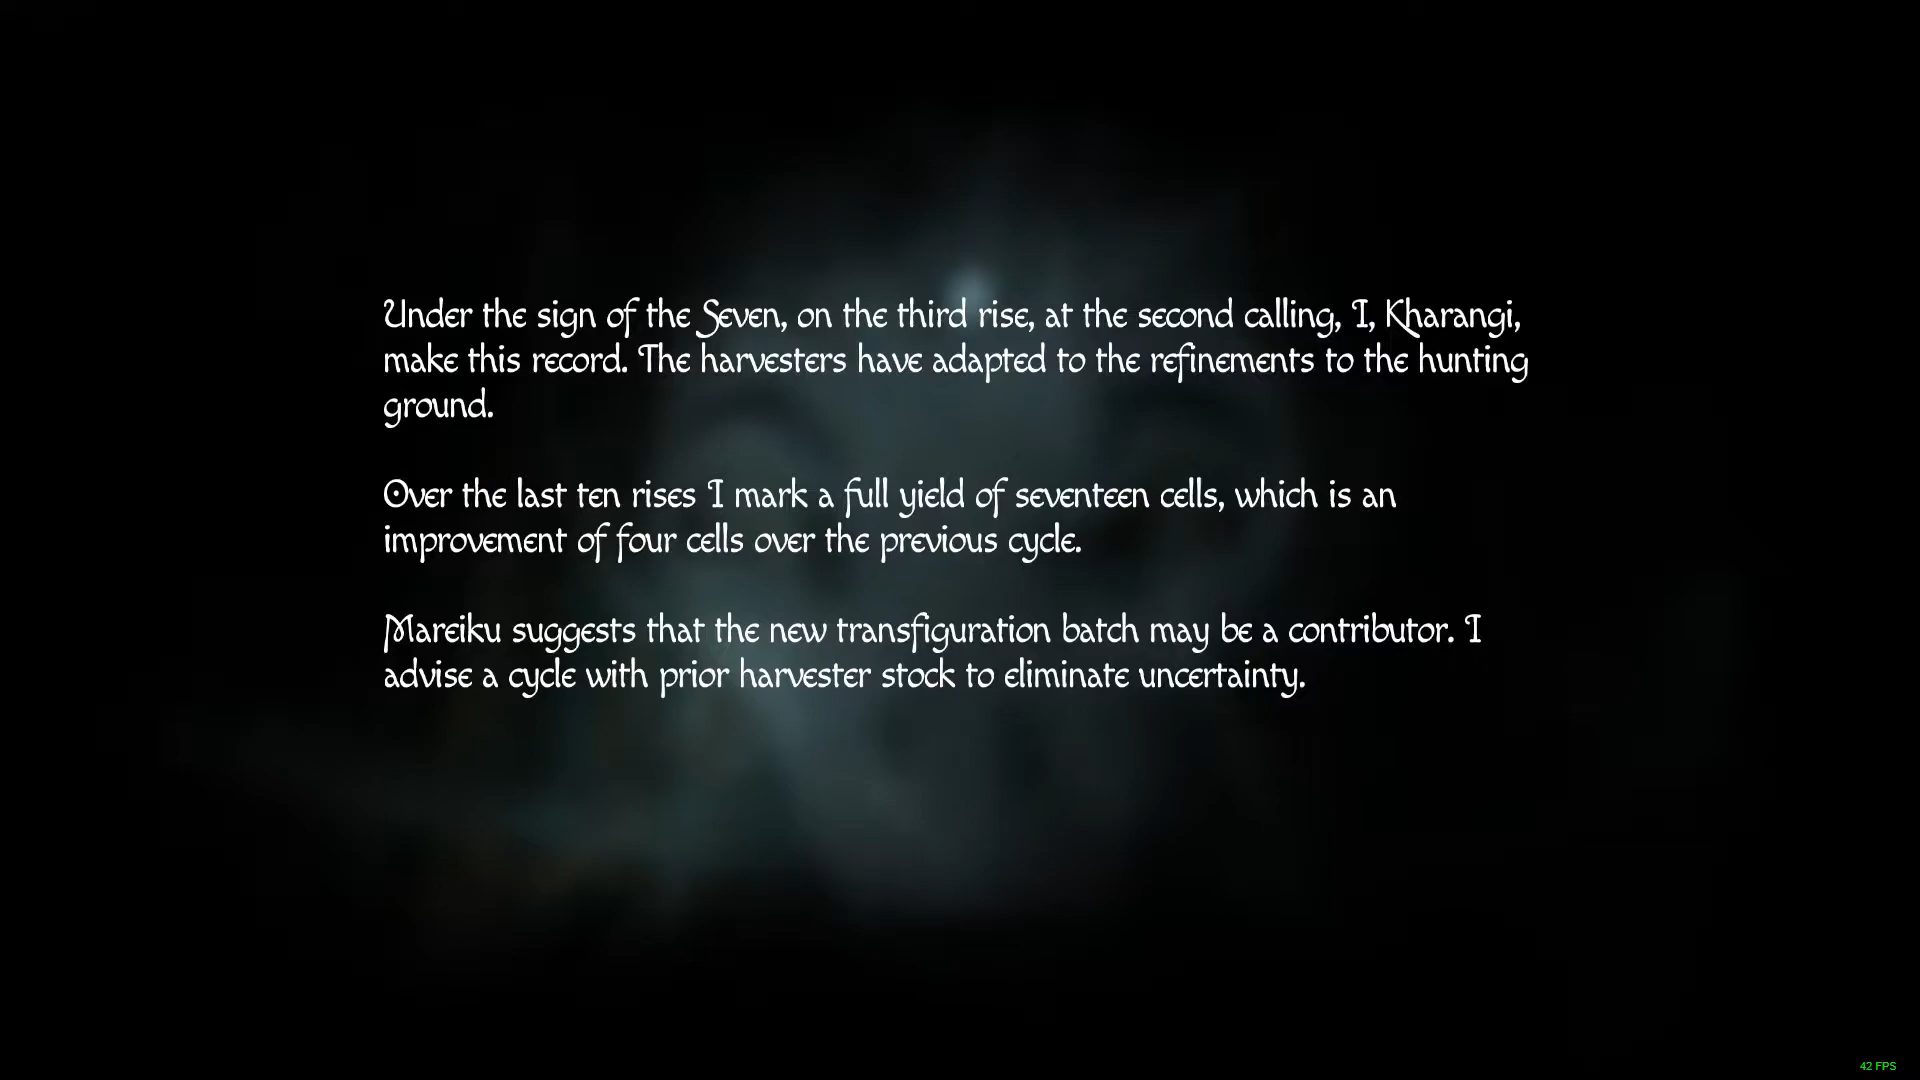 Under the sign of the Seven, on the third rise, at the second calling, I, Kharangi,
make this record. The harvesters have adapted to the refinements to the hunting
ground.
Over the last ten rises I mark a full yield of seventeen cells, which is an
improvement of four cells over the previous cycle.
Mareiku suggests that the new transfiguration batch may be a contributor. I
advise a cycle with prior harvester stock to eliminate uncertainty.
42 FPS